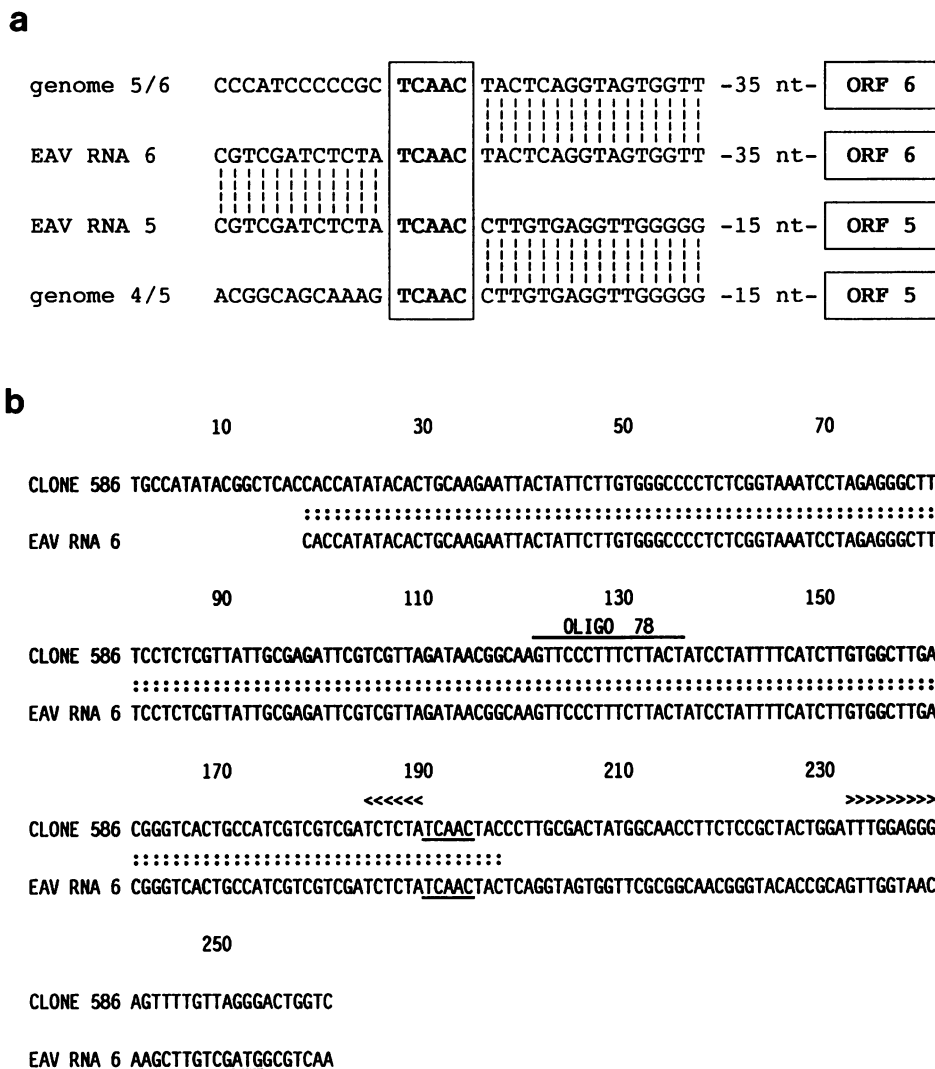 a
genome 5/6 CCCATCCCCCGC TCAAC TACTCAGGTAGTGGTT -35 nt- ORF 6
EAV RNA 6 CGTCGATCTCTA TCAAC TACTCAGGTAGTGGTT -35 nt- ORF 6
EAV RNA 5 CGTCGATCTCTA TCAAC CTTGTGAGGTTGGGGG -15 nt- ORF 5
genome 4/5 ACGGCAGCAAAG TCAAC CTTGTGAGGTTGGGGG -15 nt- ORF 5
b
10 30 50 70
CLONE 586 TGCCATATACGGCTCACCACCATATACACTGCAAGAATTACTATTCTTGTGGGCCCCTCTCGGTAAATCCTAGAGGGCTT
::::::::::::::::::::::::::::::::::::::::::::::::::::::::::::::::
EAV RNA 6 CACCATATACACTGCAAGAATTACTATTCTTGTGGGCCCCTCTCGGTAAATCCTAGAGGGCTT
90 110 130 150
OLIGO 78
CLONE 586 TCCTCTCGTTATTGCGAGATTCGTCGTTAGATAACGGCAAGTTCCCTTTCTTACTATCCTATTTTCATCTTGTGGCTTGA
::::::::::::::::::::::::::::::::::::::::::::::::::::::::::::::::::::::::::::::::
EAV RNA 6 TCCTCTCGTTATTGCGAGATTCGTCGTTAGATAACGGCAAGTTCCCTTTCTTACTATCCTATTTTCATCTTGTGGCTTGA
170 190 210 230
<<<<<< >>>>>>>>>
CLONE 586 CGGGTCACTGCCATCGTCGTCGATCTCTATCAACTACCCTTGCGACTATGGCAACCTTCTCCGCTACTGGATTTGGAGGG
:::::::::::::::::::::::::::::::::::::
EAV RNA 6 CGGGTCACTGCCATCGTCGTCGATCTCTATCAACTACTCAGGTAGTGGTTCGCGGCAACGGGTACACCGCAGTTGGTAAC
250
CLONE 586 AGTTTTGTTAGGGACTGGTC
EAV RNA 6 AAGCTTGTCGATGGCGTCAA